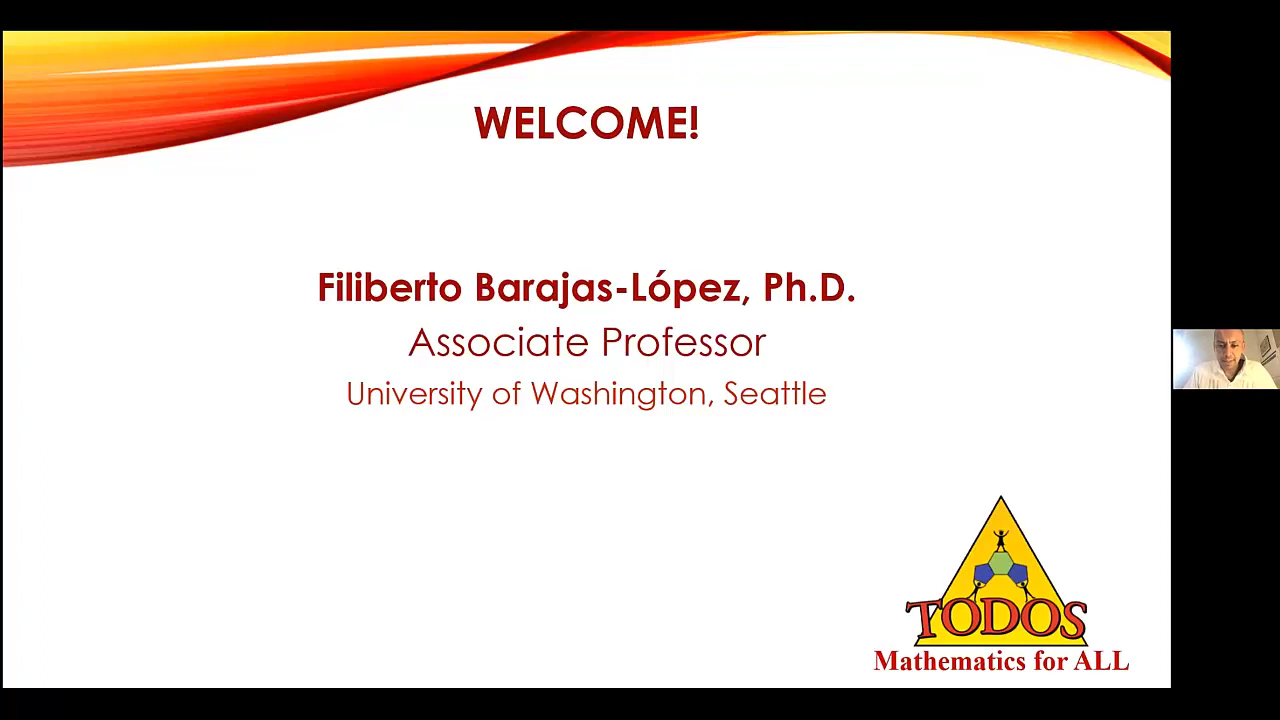 WELCOME!
Filiberto Barajas-López, Ph.D.
Associate Professor
University of Washington, Seattle
TODOS
Mathematics for ALL